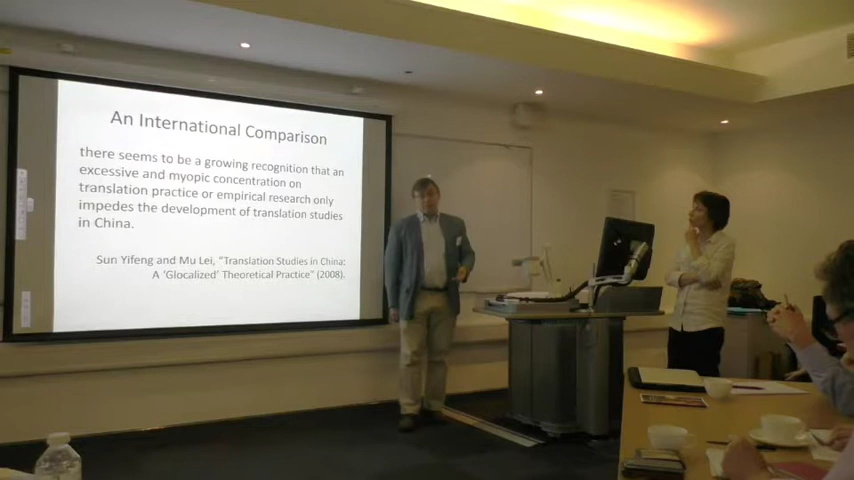 An International Comparison
there seems to be a growing recognition that an
excessive and myopic concentration on
translation practice or empirical research only
impedes the development of translation studies
in China.
Sun Yifeng and Mu Lei, “Translation Studies in China:
A ‘Glocalized’ Theoretical Practice” (2008).